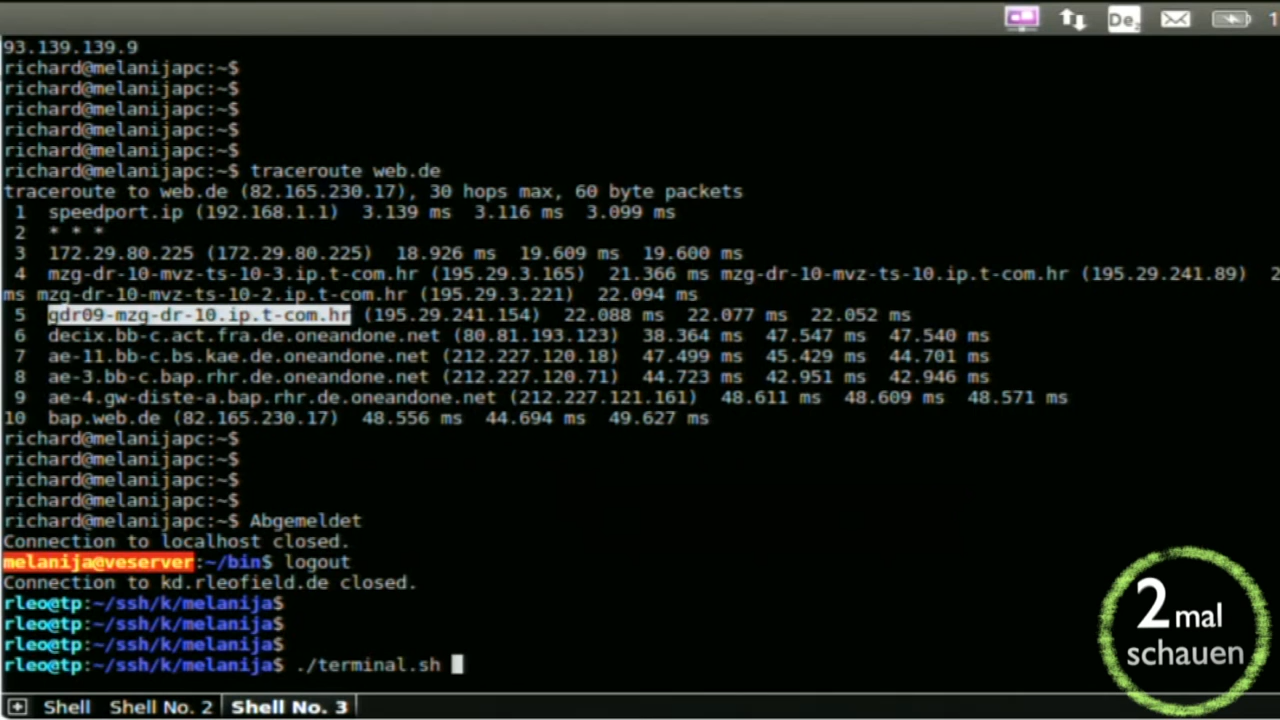 De2
1
93.139.139.9
richard@melanijapc:~$
richard@melanijapc:~$
richard@melanijapc:~$
richard@melanijapc:~$
richard@melanijapc:~$
richard@melanijapc:~$ traceroute web.de
traceroute to web.de (82.165.230.17), 30 hops max, 60 byte packets
1 speedport.ip (192.168.1.1) 3.139 ms 3.116 ms 3.099 ms
2 * * *
3 172.29.80.225 (172.29.80.225) 18.926 ms 19.609 ms 19.600 ms
4 mzg-dr-10-mvz-ts-10-3.ip.t-com.hr (195.29.3.165) 21.366 ms mzg-dr-10-mvz-ts-10.ip.t-com.hr (195.29.241.89) 2
ms mzg-dr-10-mvz-ts-10-2.ip.t-com.hr (195.29.3.221) 22.094 ms
5 gdr09-mzg-dr-10.ip.t-com.hr (195.29.241.154) 22.088 ms 22.077 ms 22.052 ms
6 decix.bb-c.act.fra.de.oneandone.net (80.81.193.123) 38.364 ms 47.547 ms 47.540 ms
7 ae-11.bb-c.bs.kae.de.oneandone.net (212.227.120.18) 47.499 ms 45.429 ms 44.701 ms
8 ae-3.bb-c.bap.rhr.de.oneandone.net (212.227.120.71) 44.723 ms 42.951 ms 42.946 ms
9 ae-4.gw-diste-a.bap.rhr.de.oneandone.net (212.227.121.161) 48.611 ms 48.609 ms 48.571 ms
10 bap.web.de (82.165.230.17) 48.556 ms 44.694 ms 49.627 ms
richard@melanijapc:~$
richard@melanijapc:~$
richard@melanijapc:~$
richard@melanijapc:~$
richard@melanijapc:~$ Abgemeldet
Connection to localhost closed.
melanija@veserver:~/bin$ logout
Connection to kd.rleofield.de closed.
rleo@tp:~/ssh/k/melanija$
rleo@tp:~/ssh/k/melanija$
rleo@tp:~/ssh/k/melanija$
rleo@tp:~/ssh/k/melanija$ ./terminal.sh
2 mal
schauen
Shell Shell No. 2 Shell No. 3